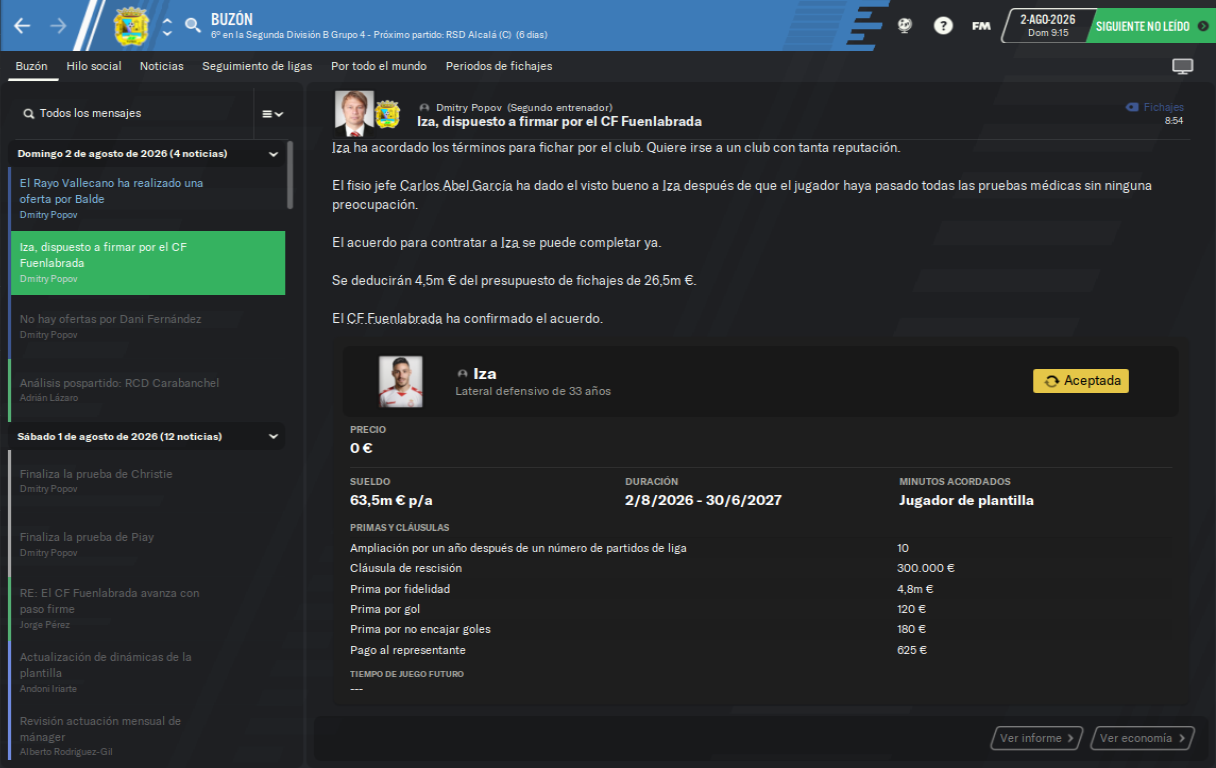 BUZÓN
6º en la Segunda División B Grupo 4 - Próximo partido: RSD Alcalá (C) (6 días)
?
FM
2-AGO-2026
Dom 9:15
SIGUIENTE NO LEÍDO
Buzón Hilo social Noticias Seguimiento de ligas Por todo el mundo Periodos de fichajes
Todos los mensajes
Domingo 2 de agosto de 2026 (4 noticias)
El Rayo Vallecano ha realizado una
oferta por Balde
Dmitry Popov
Iza, dispuesto a firmar por el CF
Fuenlabrada
Dmitry Popov
No hay ofertas por Dani Fernández
Dmitry Popov
Análisis pospartido: RCD Carabanchel
Adrián Lázaro
Sábado 1 de agosto de 2026 (12 noticias)
Finaliza la prueba de Christie
Dmitry Popov
Finaliza la prueba de Piay
Dmitry Popov
RE: El CF Fuenlabrada avanza con
paso firme
Jorge Pérez
Actualización de dinámicas de la
plantilla
Andoni Iriarte
Revisión actuación mensual de
mánager
Alberto Rodríguez-Gil
Dmitry Popov (Segundo entrenador)
Iza, dispuesto a firmar por el CF Fuenlabrada
Fichajes
8:54
Iza ha acordado los términos para fichar por el club. Quiere irse a un club con tanta reputación.
El fisio jefe Carlos Abel García ha dado el visto bueno a Iza después de que el jugador haya pasado todas las pruebas médicas sin ninguna
preocupación.
El acuerdo para contratar a Iza se puede completar ya.
Se deducirán 4,5m € del presupuesto de fichajes de 26,5m €.
El CF Fuenlabrada ha confirmado el acuerdo.
Iza
Lateral defensivo de 33 años
Aceptada
PRECIO
0 €
SUELDO DURACIÓN MINUTOS ACORDADOS
63,5m € p/a 2/8/2026 - 30/6/2027 Jugador de plantilla
PRIMAS Y CLÁUSULAS
Ampliación por un año después de un número de partidos de liga 10
Cláusula de rescisión 300.000 €
Prima por fidelidad 4,8m €
Prima por gol 120 €
Prima por no encajar goles 180 €
Pago al representante 625 €
TIEMPO DE JUEGO FUTURO
---
Ver informe Ver economía